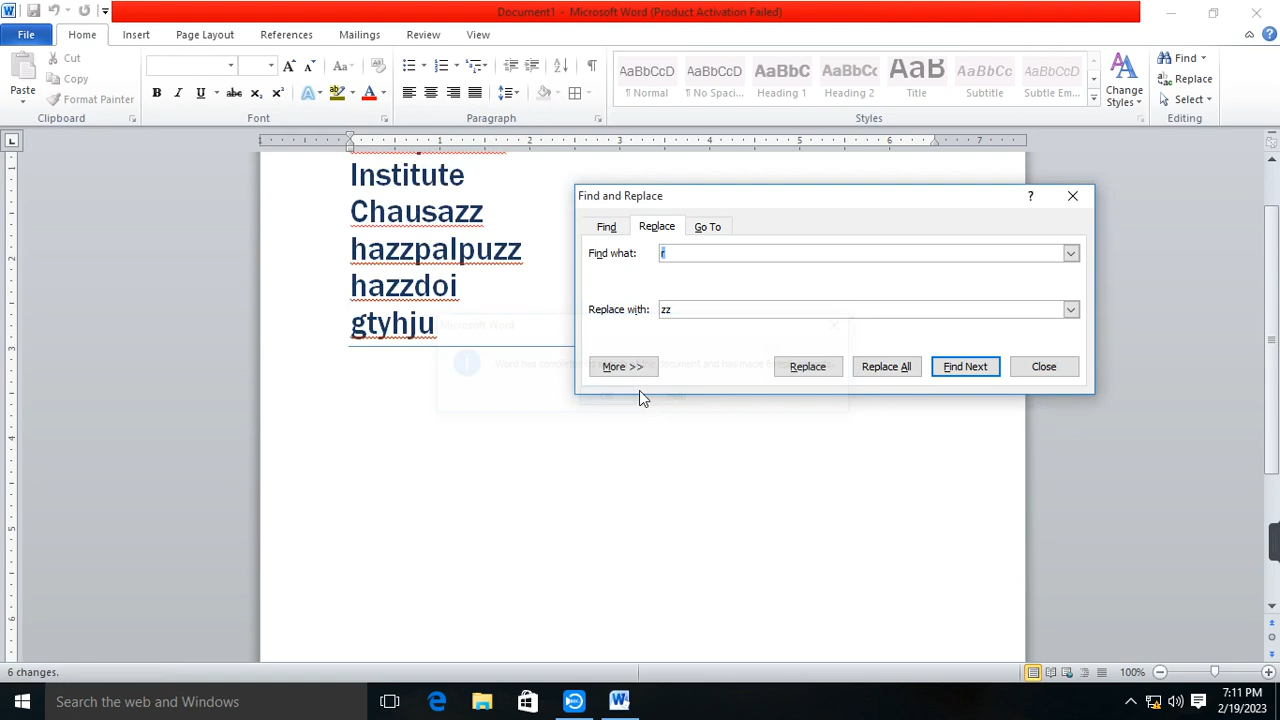 Document1 - Microsoft Word (Product Activation Failed)
File Home Insert Page Layout References Mailings Review View
Paste
Cut
Copy
Format Painter
Clipboard
Font
Paragraph
AaBbCcD AaBbCcD AaBbC AaBbCc AaB AaBbCc AaBbCcD
¶ Normal ¶ No Spaci... Heading 1 Heading 2 Title Subtitle Subtle Em...
Styles
Change Styles
Find
Replace
Select
Editing
Institute
Chausazz
hazzpalpuzz
hazzdoi
gtyhju
Find and Replace
Find Replace Go To
Find what: r
Replace with: zz
More >> Replace Replace All Find Next Close
Microsoft Word
6 changes.
100%
Search the web and Windows
7:11 PM
2/19/2023